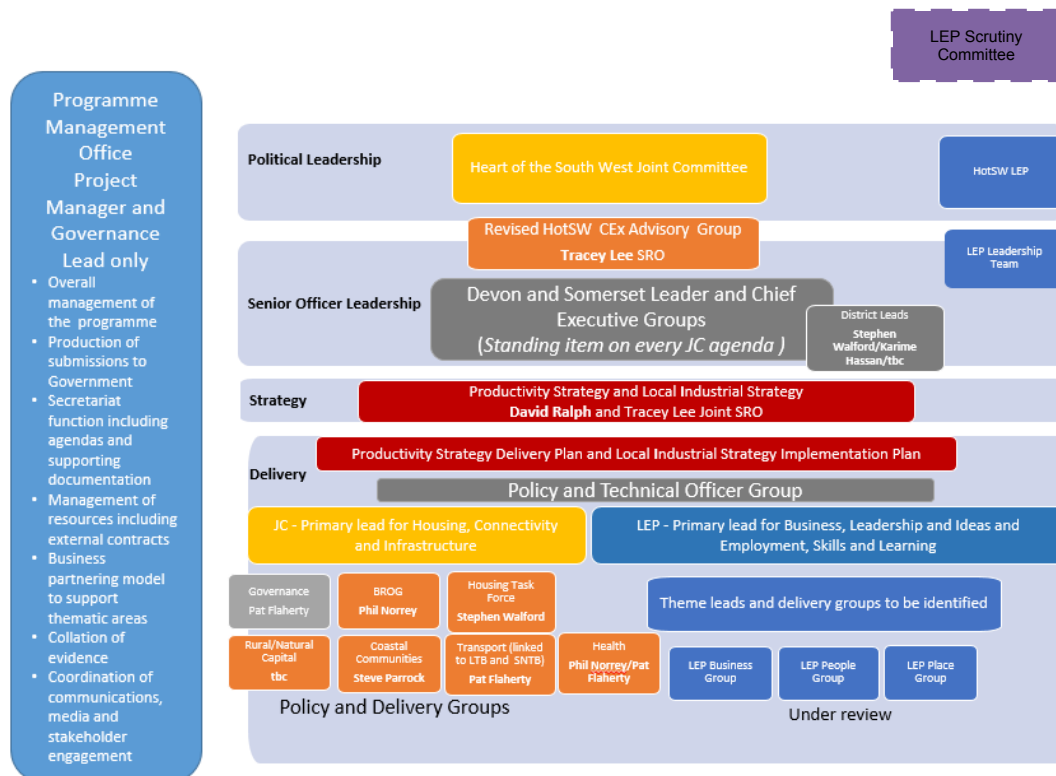 LEP Scrutiny
Committee
Programme
Management
Office
Project
Manager and
Governance
Lead only
• Overall
management of
the programme
• Production of
submissions to
Government
• Secretariat
function including
agendas and
supporting
documentation
• Management of
resources including
external contracts
• Business
partnering model
to support
thematic areas
• Collation of
evidence
• Coordination of
communications,
media and
stakeholder
engagement
Political Leadership
Heart of the South West Joint Committee
HotSW LEP
Revised HotSW CEx Advisory Group
Tracey Lee SRO
LEP Leadership
Team
Senior Officer Leadership
Devon and Somerset Leader and Chief
Executive Groups
(Standing item on every JC agenda )
District Leads
Stephen
Walford/Karime
Hassan/tbc
Strategy
Productivity Strategy and Local Industrial Strategy
David Ralph and Tracey Lee Joint SRO
Delivery
Productivity Strategy Delivery Plan and Local Industrial Strategy Implementation Plan
Policy and Technical Officer Group
JC - Primary lead for Housing, Connectivity
and Infrastructure
LEP - Primary lead for Business, Leadership and Ideas and
Employment, Skills and Learning
Governance
Pat Flaherty
BROG
Phil Norrey
Housing Task
Force
Stephen Walford
Theme leads and delivery groups to be identified
Rural/Natural
Capital
tbc
Coastal
Communities
Steve Parrock
Transport (linked
to LTB and SNTB)
Pat Flaherty
Health
Phil Norrey/Pat
Flaherty
LEP Business
Group
LEP People
Group
LEP Place
Group
Policy and Delivery Groups
Under review